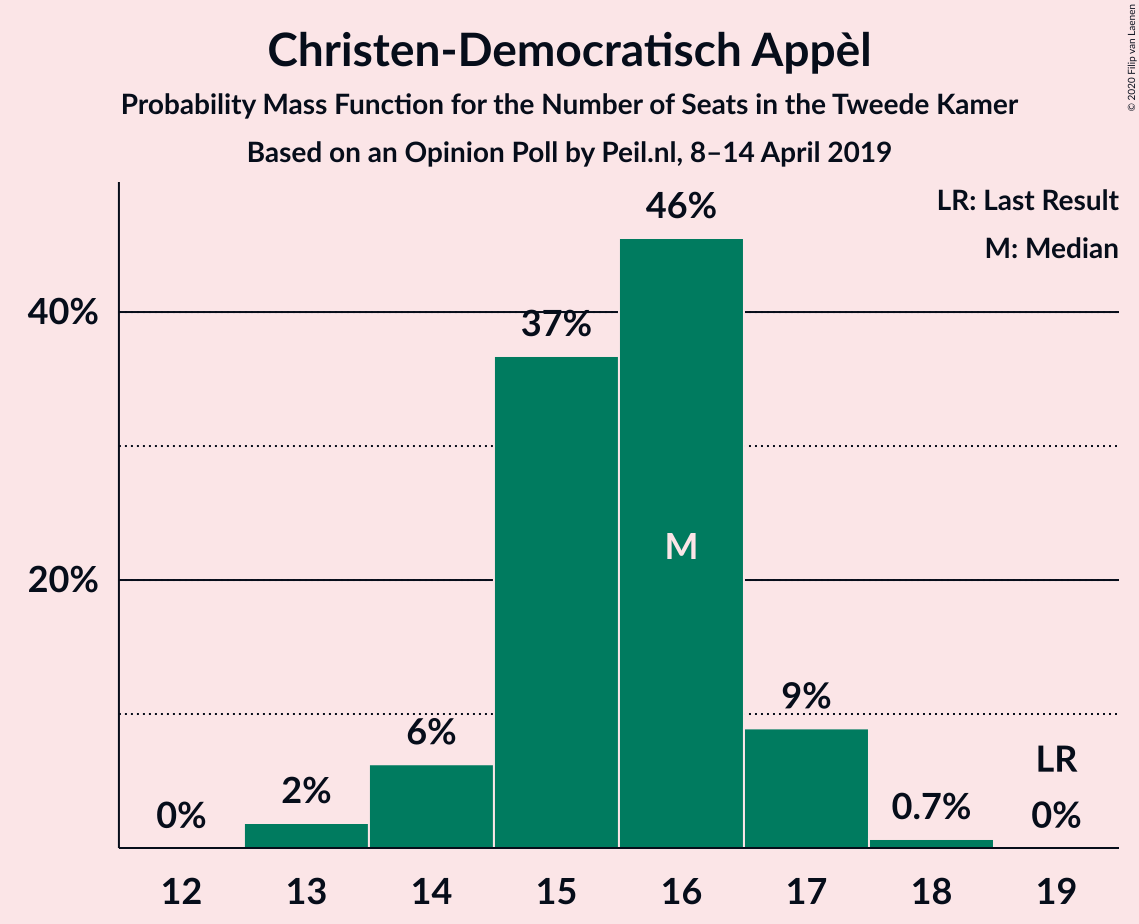 Christen-Democratisch Appèl
Probability Mass Function for the Number of Seats in the Tweede Kamer
Based on an Opinion Poll by Peil.nl, 8–14 April 2019
© 2020 Filip van Laenen
LR: Last Result
M: Median
46%
40%
37%
M
20%
9%
6%
LR
2%
0.7%
0%
0%
12 13 14 15 16 17 18 19